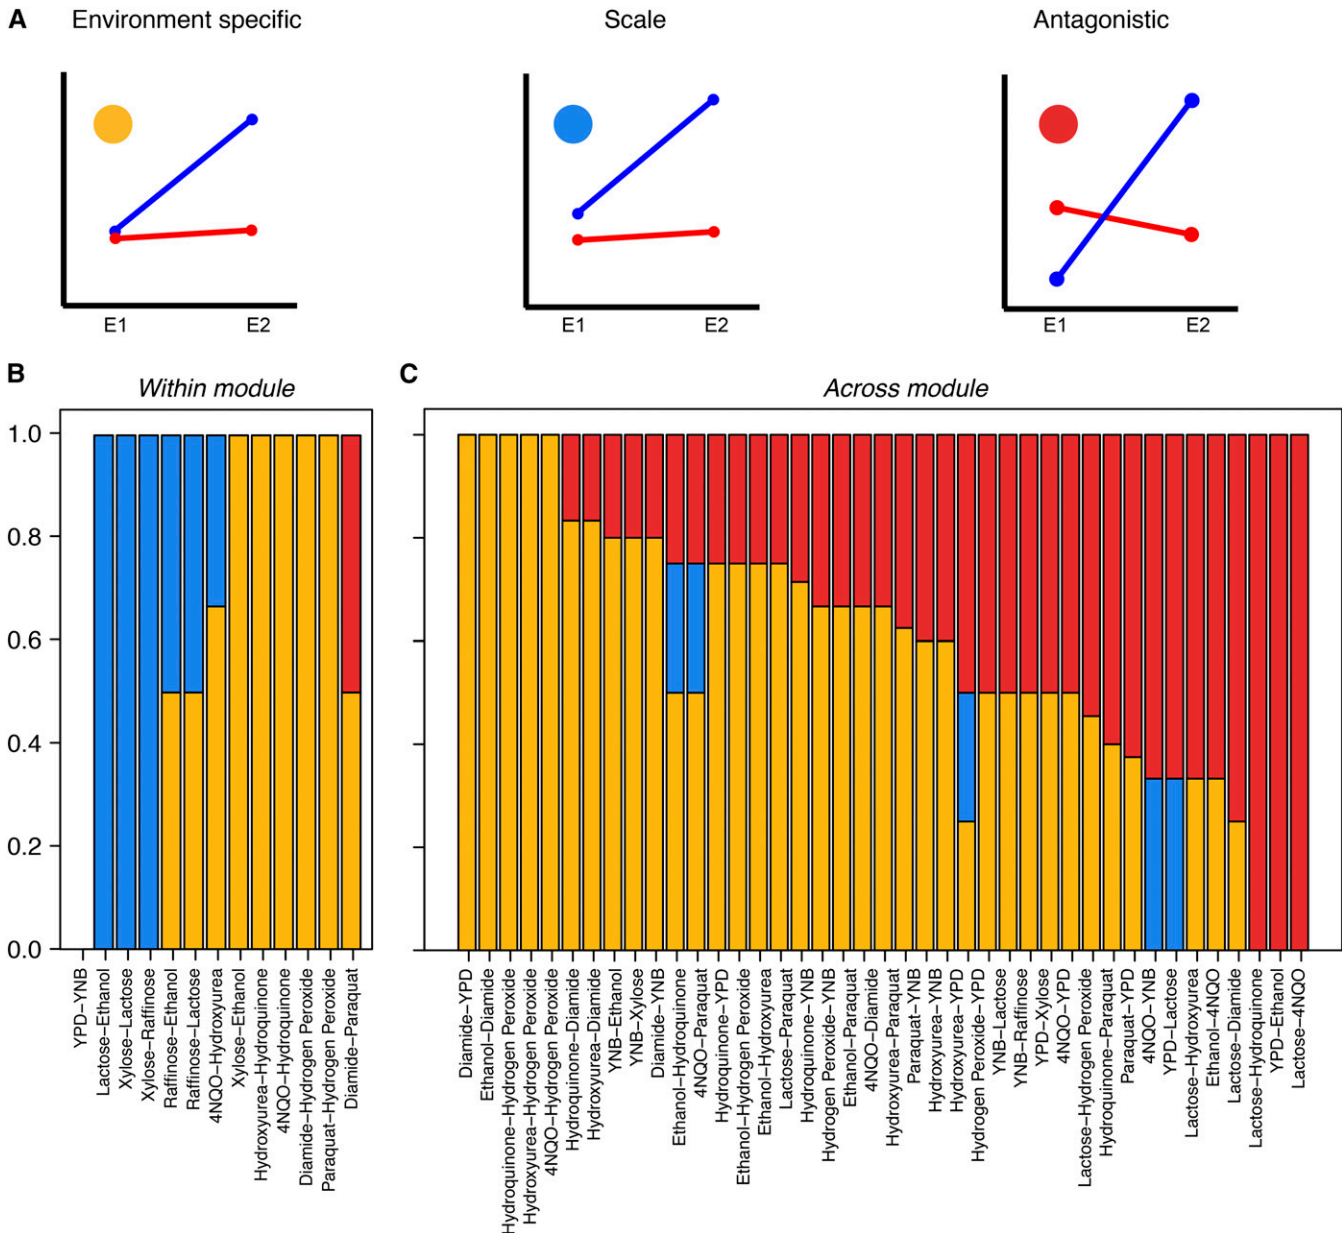 A
Environment specific
Scale
Antagonistic
E1
E2
E1
E2
E1
E2
B
Within module
C
Across module
1.0
0.8
0.6
0.4
0.2
0.0
YPD–YNB
Lactose–Ethanol
Xylose–Lactose
Xylose–Raffinose
Raffinose–Ethanol
Raffinose–Lactose
4NQO–Hydroxyurea
Xylose–Ethanol
Hydroxyurea–Hydroquinone
4NQO–Hydroquinone
Diamide–Hydrogen Peroxide
Paraquat–Hydrogen Peroxide
Diamide–Paraquat
Diamide–YPD
Ethanol–Diamide
Hydroquinone–Hydrogen Peroxide
Hydroxyurea–Hydrogen Peroxide
4NQO–Hydrogen Peroxide
Hydroquinone–Diamide
Hydroxyurea–Diamide
YNB–Ethanol
YNB–Xylose
Diamide–YNB
Ethanol–Hydroquinone
4NQO–Paraquat
Hydroquinone–YPD
Ethanol–Hydrogen Peroxide
Ethanol–Hydroxyurea
Lactose–Paraquat
Hydroquinone–YNB
Hydrogen Peroxide–YNB
Ethanol–Paraquat
4NQO–Diamide
Hydroxyurea–Paraquat
Paraquat–YNB
Hydroxyurea–YNB
Hydroxyurea–YPD
Hydrogen Peroxide–YPD
YNB–Lactose
YNB–Raffinose
YPD–Xylose
4NQO–YPD
Lactose–Hydrogen Peroxide
Hydroquinone–Paraquat
Paraquat–YPD
4NQO–YNB
YPD–Lactose
Lactose–Hydroxyurea
Ethanol–4NQO
Lactose–Diamide
Lactose–Hydroquinone
YPD–Ethanol
Lactose–4NQO